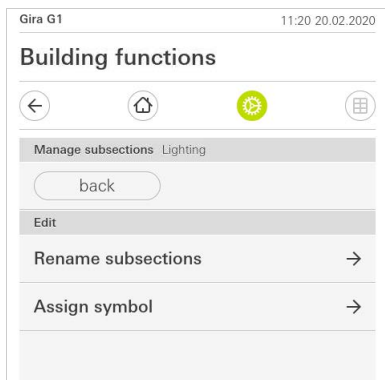 Gira G1 11:20 20.02.2020
Building functions
Manage subsections Lighting
back
Edit
Rename subsections
Assign symbol